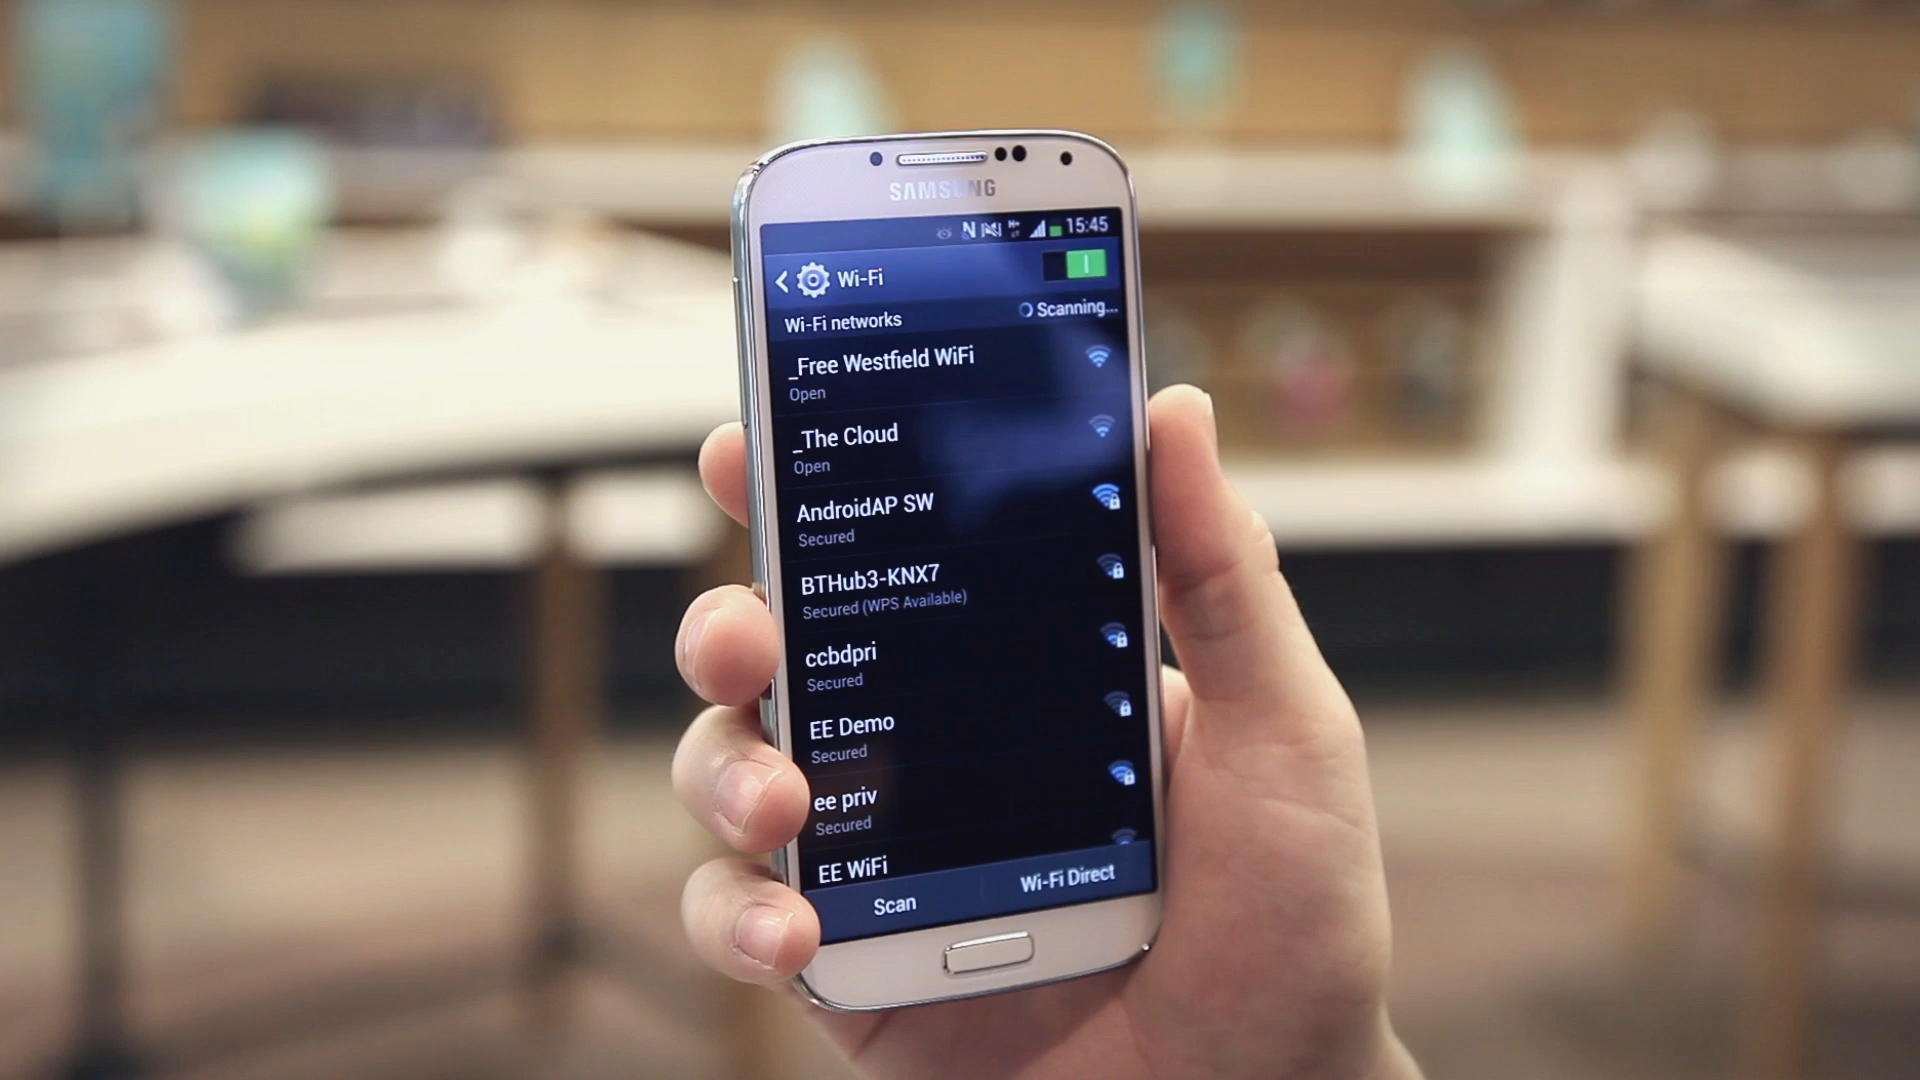 SAMSUNG
15:45
Wi-Fi
Wi-Fi networks
Scanning...
_Free Westfield WiFi
Open
_The Cloud
Open
AndroidAP SW
Secured
BTHub3-KNX7
Secured (WPS Available)
ccbdpri
Secured
EE Demo
Secured
ee priv
Secured
EE WiFi
Scan
Wi-Fi Direct